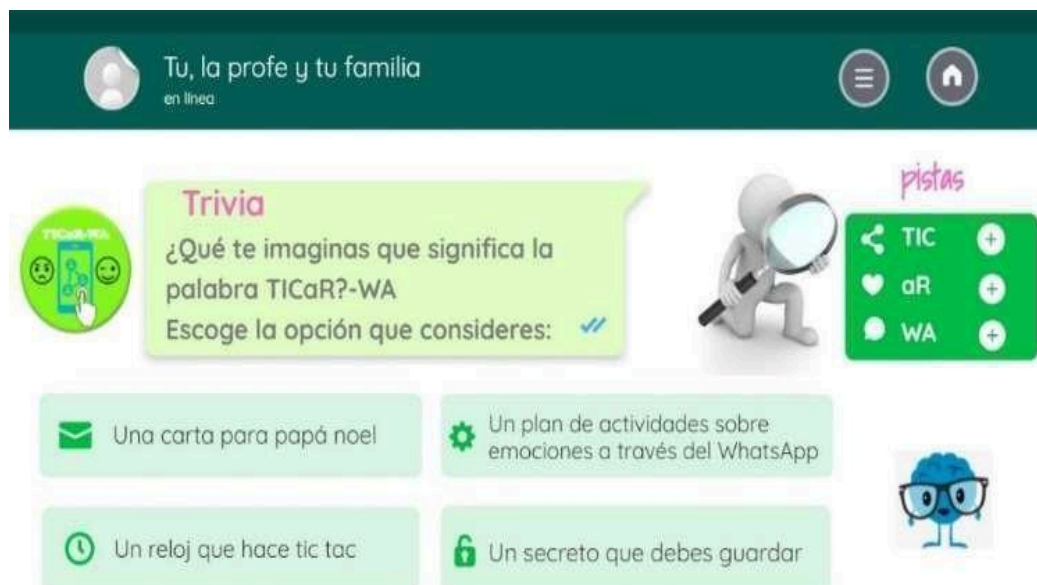 Tu, la profe y tu familia
en línea
pistas
TICaR-WA
Trivia
¿Qué te imaginas que significa la
palabra TICaR?-WA
Escoge la opción que consideres:
TIC
aR
WA
Una carta para papá noel
Un plan de actividades sobre
emociones a través del WhatsApp
Un reloj que hace tic tac
Un secreto que debes guardar